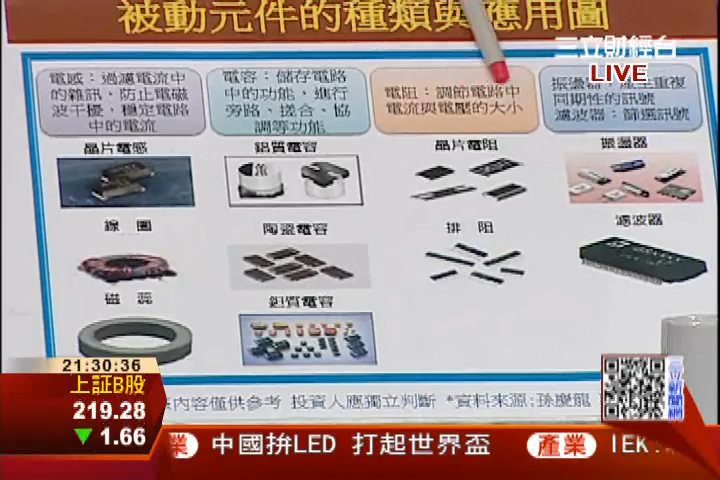 被動元件的種類與應用圖
三立財經台
LIVE
電感：過濾電流中
的雜訊，防止電磁
波干擾，穩定電路
中的電流
電容：儲存電路
中的功能，進行
旁路、搓合、協
調等功能
電阻：調節電路中
電流與電壓的大小
振盪器：產生重複
同期性的訊號
濾波器：篩選訊號
晶片電感
鋁質電容
晶片電阻
振盪器
線 圈
陶瓷電容
排 阻
濾波器
磁 蕊
鉭質電容
21:30:36
上証B股
219.28
▼ 1.66
內容僅供參考 投資人應獨立判斷 *資料來源:孫慶龍
業 中國拚LED 打起世界盃 產業 IEK: